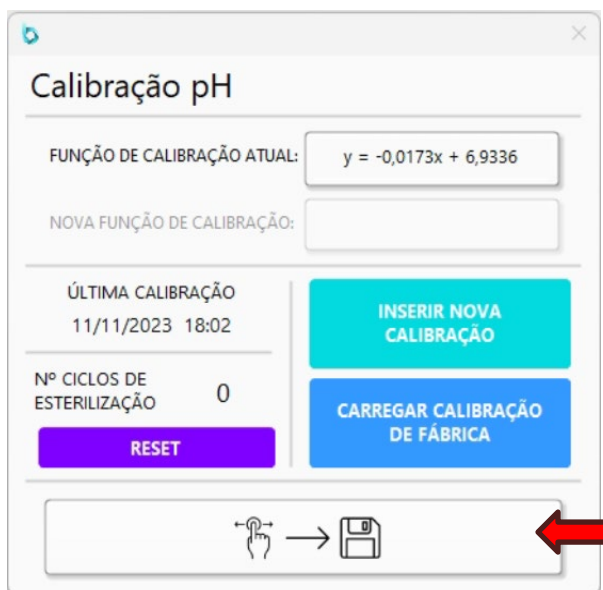 Calibração pH
FUNÇÃO DE CALIBRAÇÃO ATUAL:
y = -0,0173x + 6,9336
NOVA FUNÇÃO DE CALIBRAÇÃO:
ÚLTIMA CALIBRAÇÃO
11/11/2023 18:02
Nº CICLOS DE
ESTERILIZAÇÃO
0
RESET
INSERIR NOVA
CALIBRAÇÃO
CARREGAR CALIBRAÇÃO
DE FÁBRICA